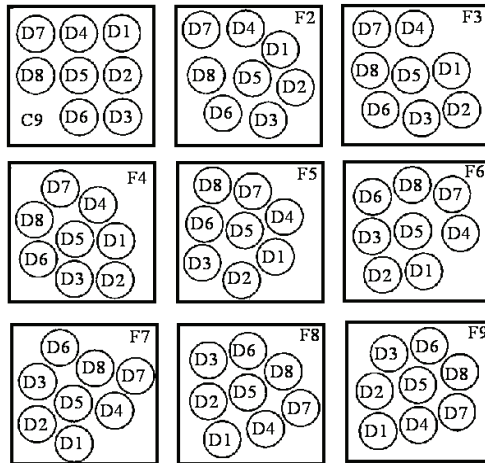 D7 D4 D1
D8 D5 D2
C9 D6 D3
F2
D7 D4
D1
D8 D5
D2
D6 D3
F3
D7 D4
D8 D5 D1
D6 D3 D2
F4
D7
D4
D8
D5 D1
D6
D3 D2
F5
D8 D7
D4
D6 D5
D1
D3
D2
F6
D6 D8 D7
D3 D5 D4
D2 D1
F7
D6
D8 D7
D3
D5 D4
D2
D1
F8
D3 D6
D8
D2 D5
D7
D1 D4
F9
D3 D6
D8
D2 D5
D7
D1 D4